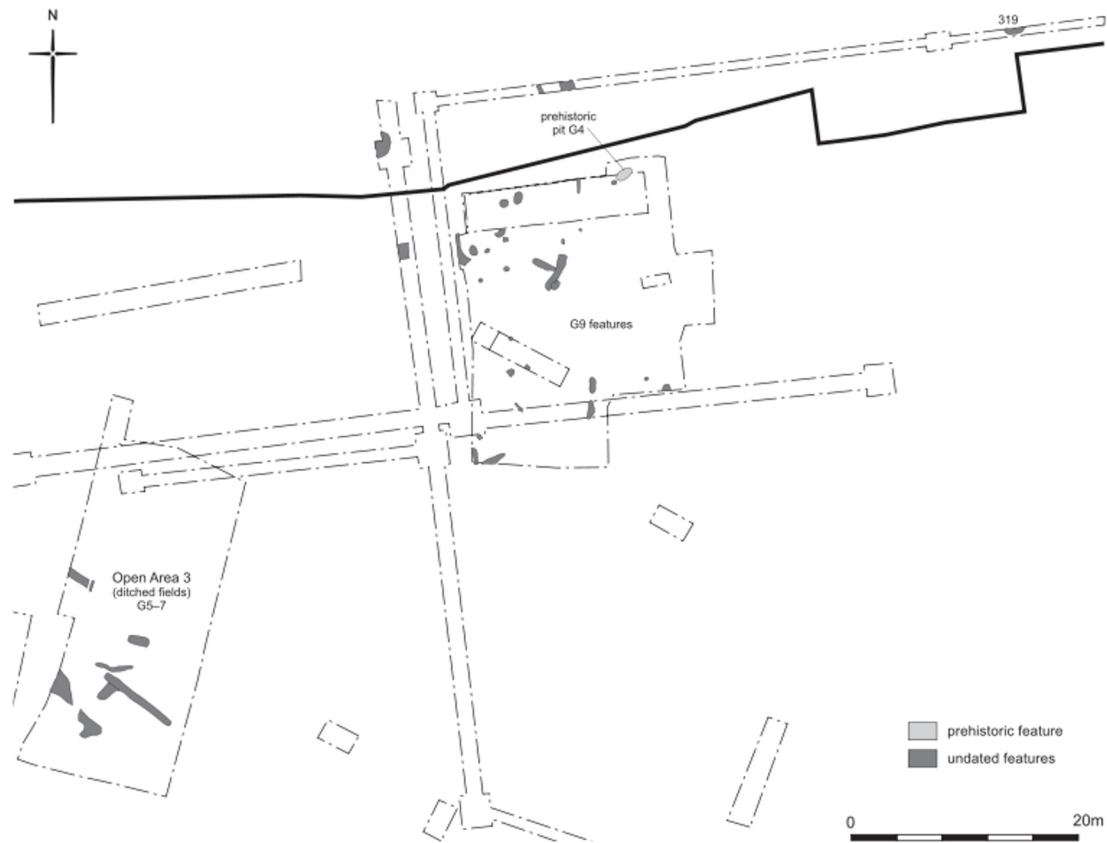 N
319
prehistoric
pit G4
G9 features
Open Area 3
(ditched fields)
G5–7
prehistoric feature
undated features
0
20m